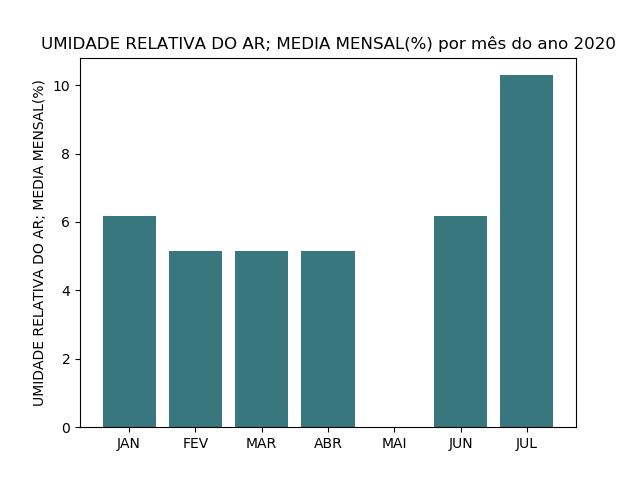 UMIDADE RELATIVA DO AR; MEDIA MENSAL(%) por mês do ano 2020
UMIDADE RELATIVA DO AR; MEDIA MENSAL(%)
10
8
6
4
2
0
JAN FEV MAR ABR MAI JUN JUL